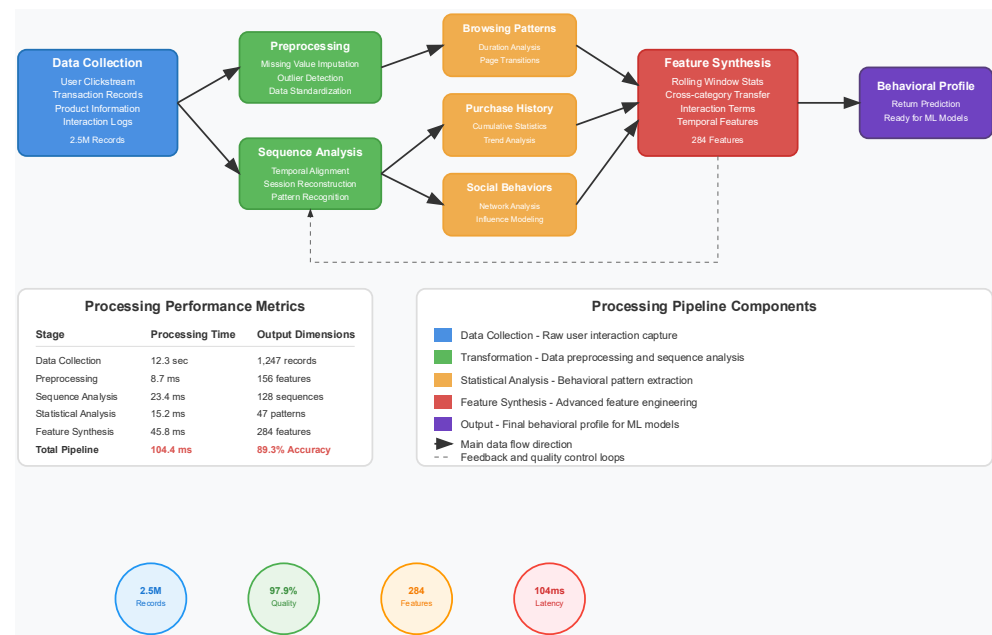 Data Collection
User Clickstream
Transaction Records
Product Information
Interaction Logs
2.5M Records
Preprocessing
Missing Value Imputation
Outlier Detection
Data Standardization
Sequence Analysis
Temporal Alignment
Session Reconstruction
Pattern Recognition
Browsing Patterns
Duration Analysis
Page Transitions
Purchase History
Cumulative Statistics
Trend Analysis
Social Behaviors
Network Analysis
Influence Modeling
Feature Synthesis
Rolling Window Stats
Cross-category Transfer
Interaction Terms
Temporal Features
284 Features
Behavioral Profile
Return Prediction
Ready for ML Models
Processing Performance Metrics
Stage Processing Time Output Dimensions
Data Collection 12.3 sec 1,247 records
Preprocessing 8.7 ms 156 features
Sequence Analysis 23.4 ms 128 sequences
Statistical Analysis 15.2 ms 47 patterns
Feature Synthesis 45.8 ms 284 features
Total Pipeline 104.4 ms 89.3% Accuracy
Processing Pipeline Components
Data Collection - Raw user interaction capture
Transformation - Data preprocessing and sequence analysis
Statistical Analysis - Behavioral pattern extraction
Feature Synthesis - Advanced feature engineering
Output - Final behavioral profile for ML models
Main data flow direction
Feedback and quality control loops
2.5M
Records
97.9%
Quality
284
Features
104ms
Latency